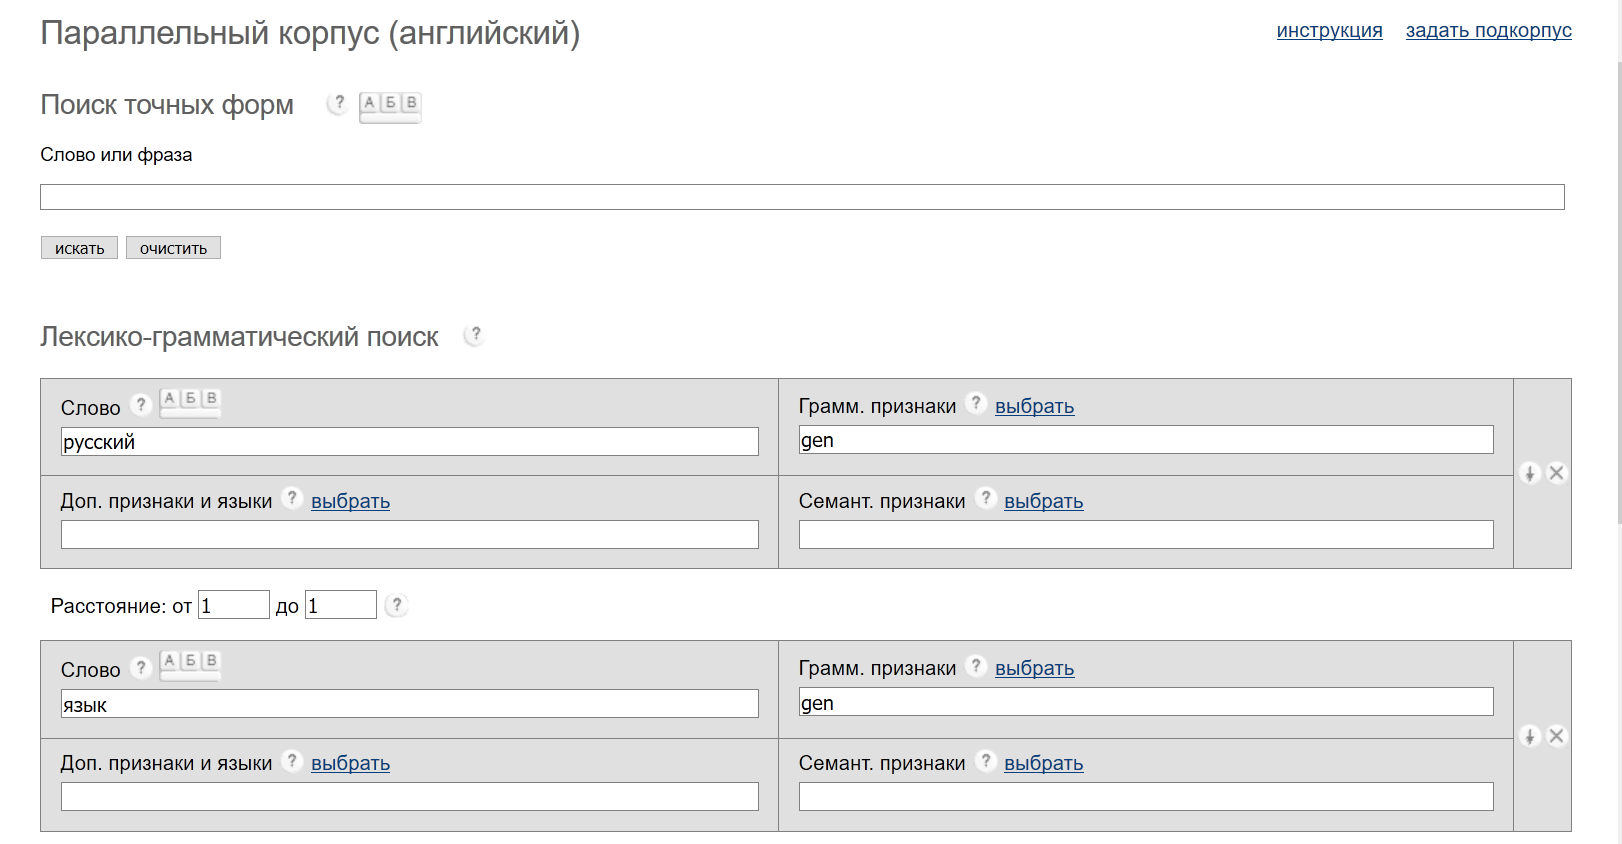 Параллельный корпус (английский) инструкция задать подкорпус
Поиск точных форм ? А Б В
Слово или фраза
искать очистить
Лексико-грамматический поиск ?
Слово ? А Б В Грамм. признаки ? выбрать
русский gen
Доп. признаки и языки ? выбрать Семант. признаки ? выбрать
Расстояние: от 1 до 1 ?
Слово ? А Б В Грамм. признаки ? выбрать
язык gen
Доп. признаки и языки ? выбрать Семант. признаки ? выбрать